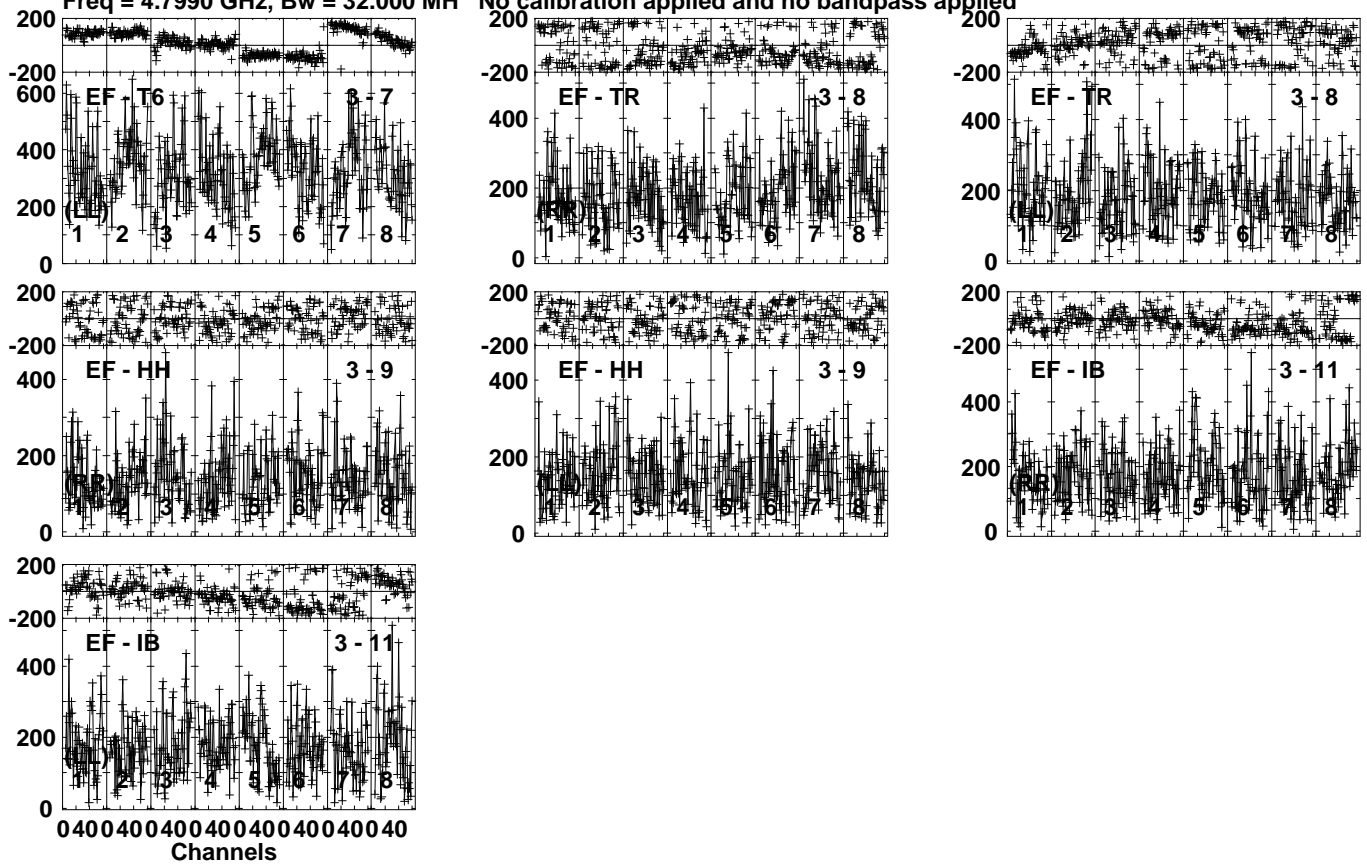 Freq = 4.7990 GHz, Bw = 32.000 MH No calibration applied and no bandpass applied
200
-200
600
400
200
0
EF - T6 3 - 7
(LL)
1 2 3 4 5 6 7 8
200
-200
400
200
0
EF - TR 3 - 8
(RR)
1 2 3 4 5 6 7 8
200
-200
400
200
0
EF - TR 3 - 8
(LL)
1 2 3 4 5 6 7 8
200
-200
400
200
0
EF - HH 3 - 9
(RR)
1 2 3 4 5 6 7 8
200
-200
400
200
0
EF - HH 3 - 9
(LL)
1 2 3 4 5 6 7 8
200
-200
400
200
0
EF - IB 3 - 11
(RR)
1 2 3 4 5 6 7 8
200
-200
400
200
0
EF - IB 3 - 11
(LL)
1 2 3 4 5 6 7 8
0 40 0 40 0 40 0 40 0 40 0 40 0 40 0 40
Channels